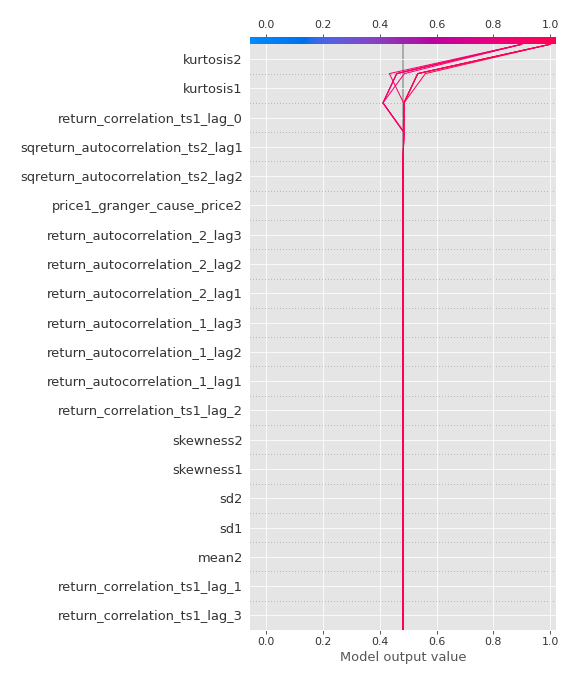 0.0 0.2 0.4 0.6 0.8 1.0
kurtosis2
kurtosis1
return_correlation_ts1_lag_0
sqreturn_autocorrelation_ts2_lag1
sqreturn_autocorrelation_ts2_lag2
price1_granger_cause_price2
return_autocorrelation_2_lag3
return_autocorrelation_2_lag2
return_autocorrelation_2_lag1
return_autocorrelation_1_lag3
return_autocorrelation_1_lag2
return_autocorrelation_1_lag1
return_correlation_ts1_lag_2
skewness2
skewness1
sd2
sd1
mean2
return_correlation_ts1_lag_1
return_correlation_ts1_lag_3
0.0 0.2 0.4 0.6 0.8 1.0
Model output value